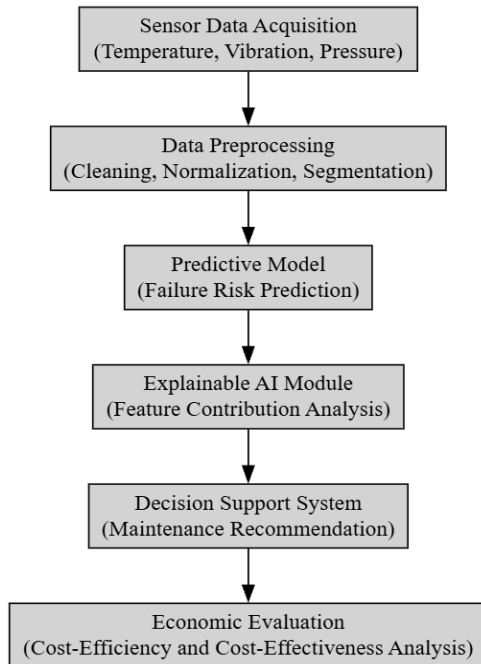 Sensor Data Acquisition
(Temperature, Vibration, Pressure)
Data Preprocessing
(Cleaning, Normalization, Segmentation)
Predictive Model
(Failure Risk Prediction)
Explainable AI Module
(Feature Contribution Analysis)
Decision Support System
(Maintenance Recommendation)
Economic Evaluation
(Cost-Efficiency and Cost-Effectiveness Analysis)